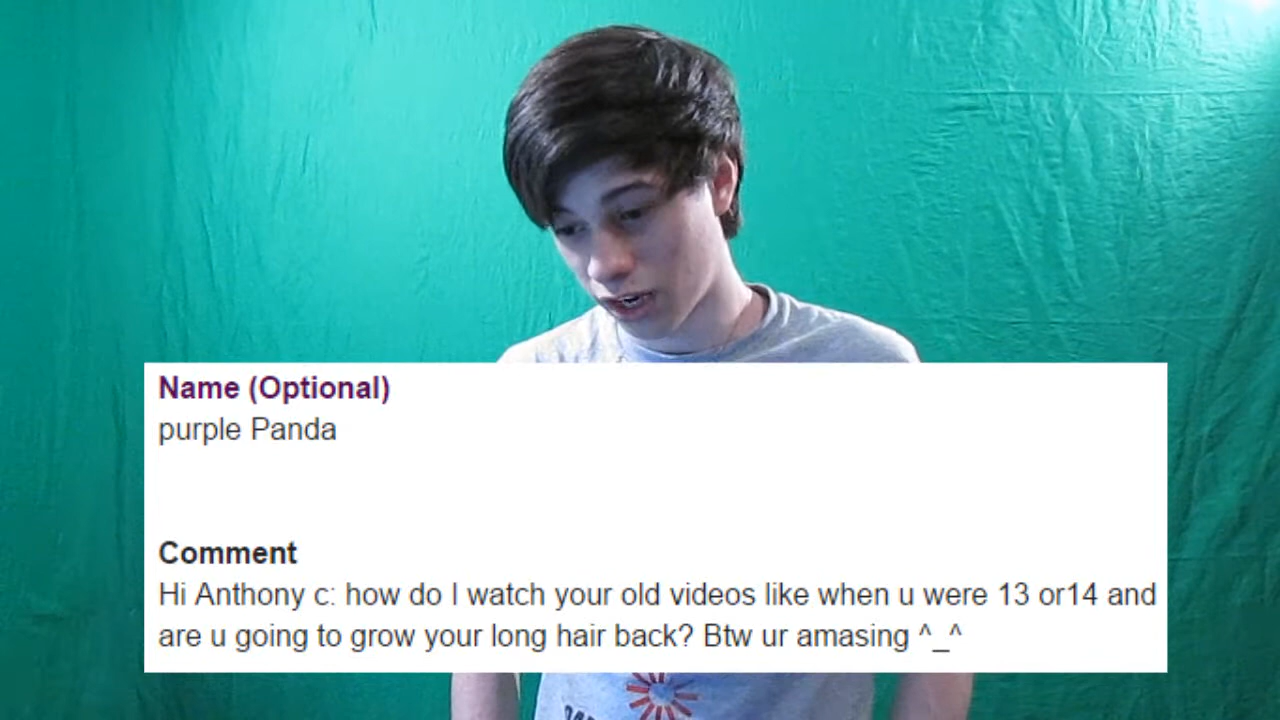 Name (Optional)
purple Panda
Comment
Hi Anthony c: how do I watch your old videos like when u were 13 or14 and
are u going to grow your long hair back? Btw ur amasing ^_^